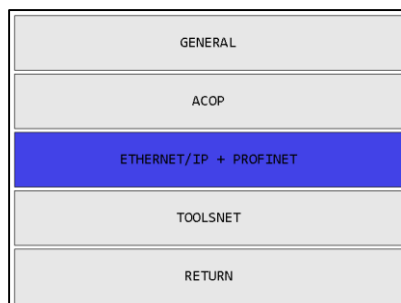 GENERAL
ACOP
ETHERNET/IP + PROFINET
TOOLSNET
RETURN